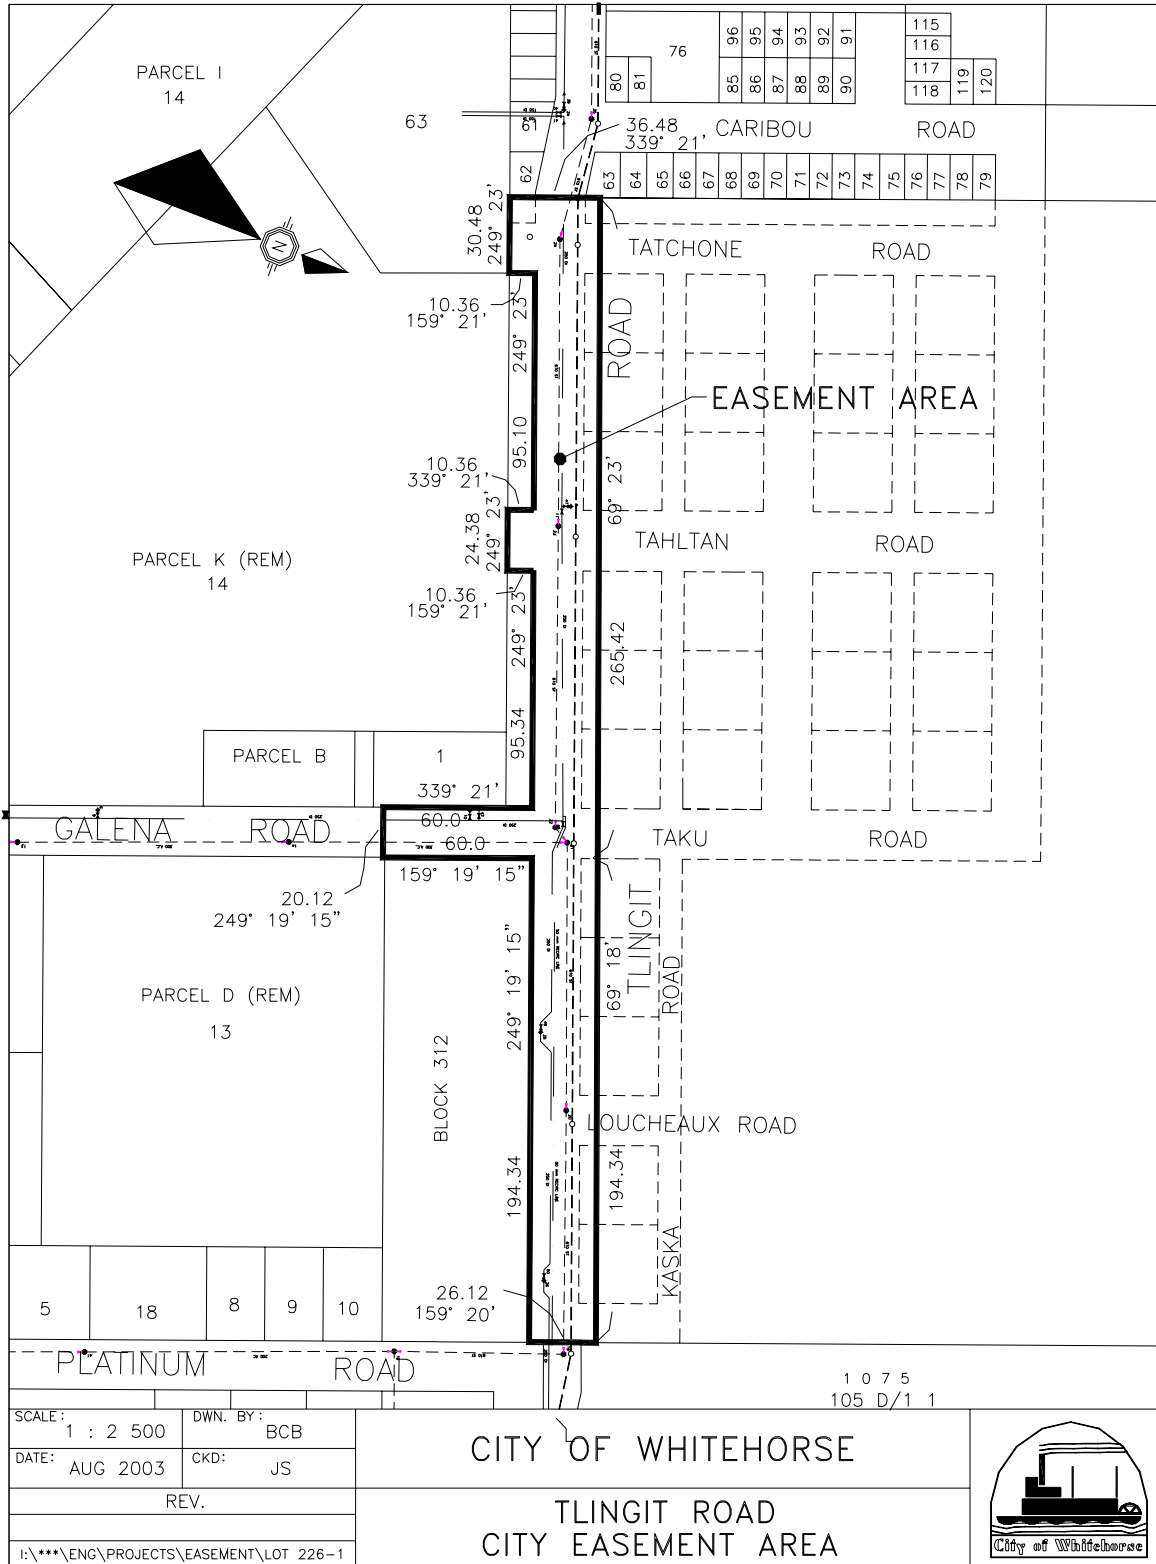 PARCEL I
14
63
61
62
80
81
76
96
95
94
93
92
91
85
86
87
88
89
90
115
116
117
118
119
120
36.48
339° 21'
CARIBOU ROAD
63
64
65
66
67
68
69
70
71
72
73
74
75
76
77
78
79
N
30.48
249° 23'
TATCHONE ROAD
10.36
159° 21'
249° 23'
95.10
ROAD
EASEMENT AREA
10.36
339° 21'
69° 23'
24.38
249° 23'
TAHLTAN ROAD
PARCEL K (REM)
14
10.36
159° 21'
249° 23'
95.34
265.42
PARCEL B
1
339° 21'
60.0
60.0
GALENA ROAD
TAKU ROAD
159° 19' 15"
20.12
249° 19' 15"
249° 19' 15"
TLINGIT
69° 18'
ROAD
PARCEL D (REM)
13
BLOCK 312
LOUCHEAUX ROAD
194.34
194.34
KASKA
26.12
159° 20'
5
18
8
9
10
PLATINUM ROAD
1 0 7 5
105 D/1 1
SCALE:
1 : 2 500
DWN. BY:
BCB
DATE:
AUG 2003
CKD:
JS
REV.
I:\***\ENG\PROJECTS\EASEMENT\LOT 226-1
CITY OF WHITEHORSE
TLINGIT ROAD
CITY EASEMENT AREA
City of Whitehorse